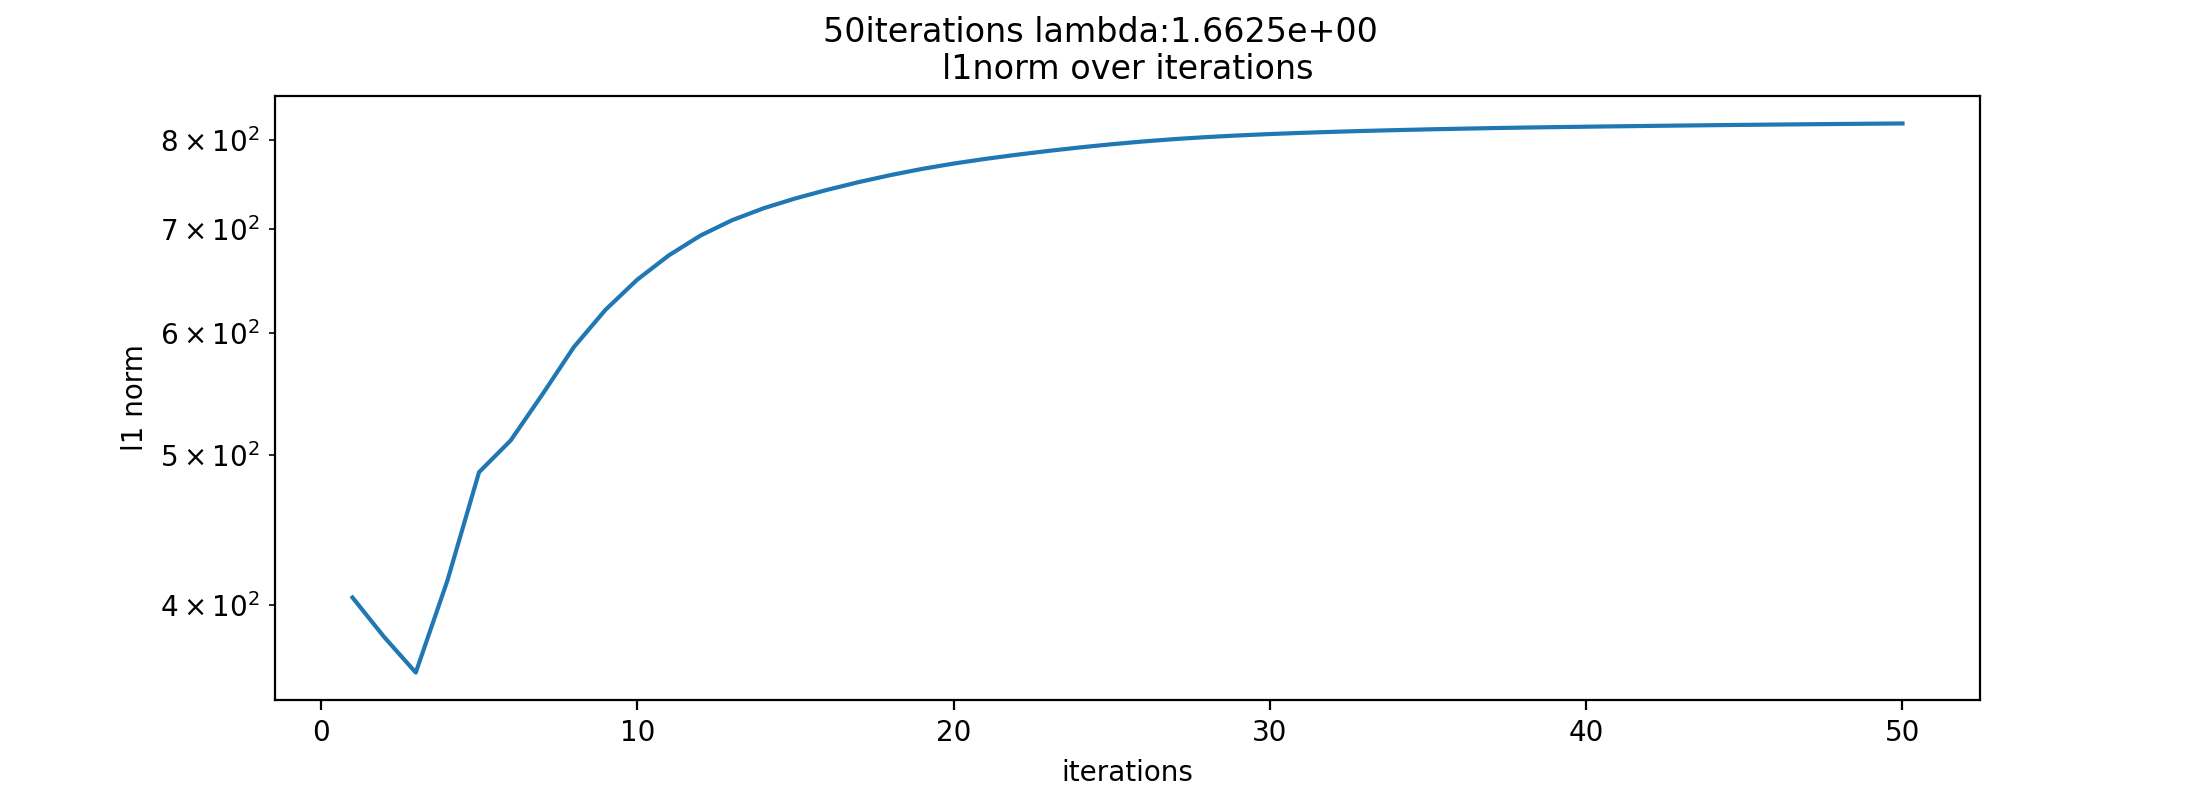 50iterations lambda:1.6625e+00
l1norm over iterations
8 × 10²
7 × 10²
6 × 10²
5 × 10²
4 × 10²
l1 norm
0 10 20 30 40 50
iterations